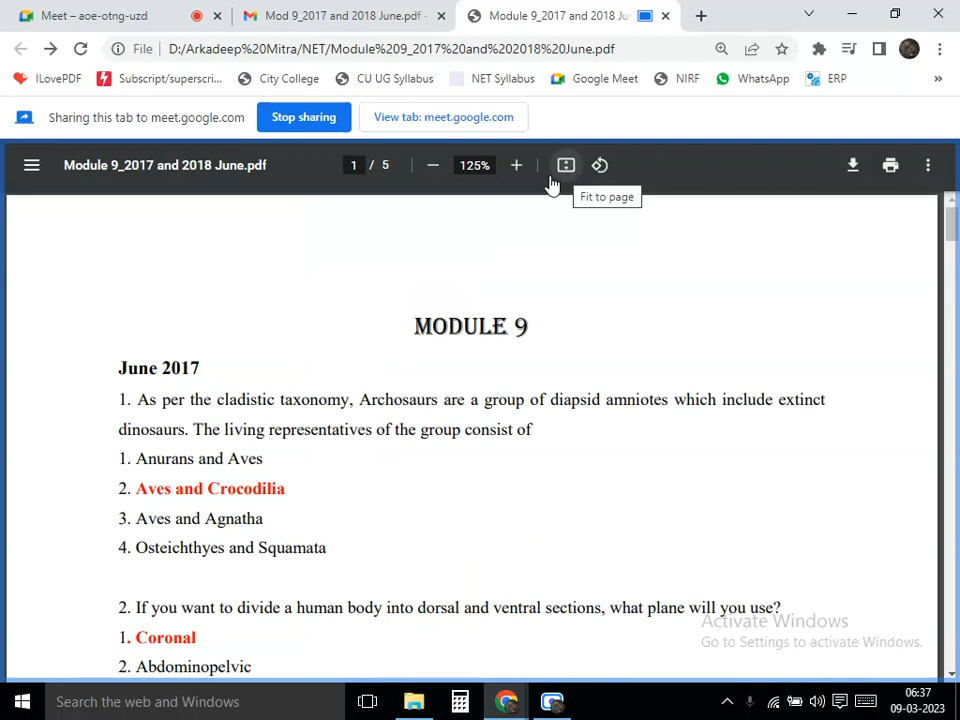 Meet – aoe-otng-uzd
Mod 9_2017 and 2018 June.pdf -
Module 9_2017 and 2018 Ju
File D:/Arkadeep%20Mitra/NET/Module%209_2017%20and%202018%20June.pdf
ILovePDF
Subscript/superscri...
City College
CU UG Syllabus
NET Syllabus
Google Meet
NIRF
WhatsApp
ERP
»
Sharing this tab to meet.google.com
Stop sharing
View tab: meet.google.com
Module 9_2017 and 2018 June.pdf
1 / 5
125%
Fit to page
MODULE 9
June 2017
1. As per the cladistic taxonomy, Archosaurs are a group of diapsid amniotes which include extinct
dinosaurs. The living representatives of the group consist of
1. Anurans and Aves
2. Aves and Crocodilia
3. Aves and Agnatha
4. Osteichthyes and Squamata
2. If you want to divide a human body into dorsal and ventral sections, what plane will you use?
1. Coronal
2. Abdominopelvic
Activate Windows
Go to Settings to activate Windows.
Search the web and Windows
06:37
09-03-2023